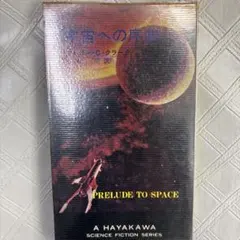 宇宙への序曲
PRELUDE TO SPACE
A HAYAKAWA
SCIENCE FICTION SERIES